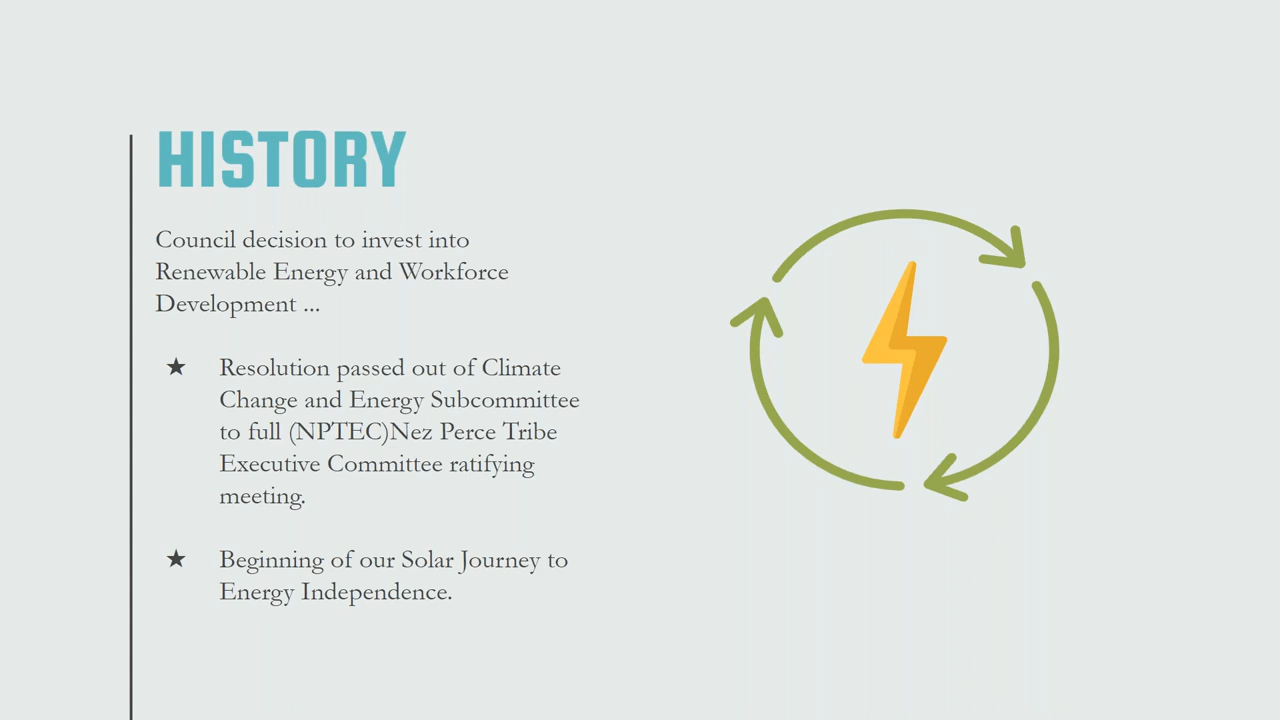 HISTORY
Council decision to invest into
Renewable Energy and Workforce
Development ...
★ Resolution passed out of Climate
Change and Energy Subcommittee
to full (NPTEC)Nez Perce Tribe
Executive Committee ratifying
meeting.
★ Beginning of our Solar Journey to
Energy Independence.